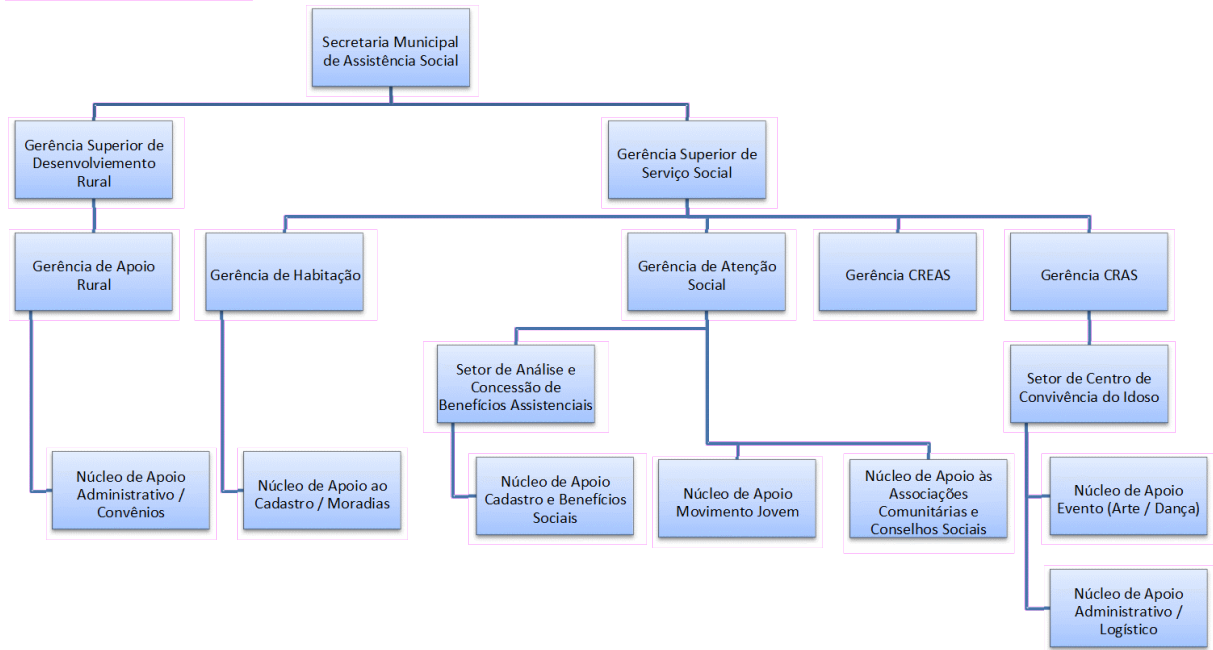 Secretaria Municipal
de Assistência Social
Gerência Superior de
Desenvolviemento
Rural
Gerência Superior de
Serviço Social
Gerência de Apoio
Rural
Gerência de Habitação
Gerência de Atenção
Social
Gerência CREAS
Gerência CRAS
Setor de Análise e
Concessão de
Benefícios Assistenciais
Setor de Centro de
Convivência do Idoso
Núcleo de Apoio
Administrativo /
Convênios
Núcleo de Apoio ao
Cadastro / Moradias
Núcleo de Apoio
Cadastro e Benefícios
Sociais
Núcleo de Apoio
Movimento Jovem
Núcleo de Apoio às
Associações
Comunitárias e
Conselhos Sociais
Núcleo de Apoio
Evento (Arte / Dança)
Núcleo de Apoio
Administrativo /
Logístico